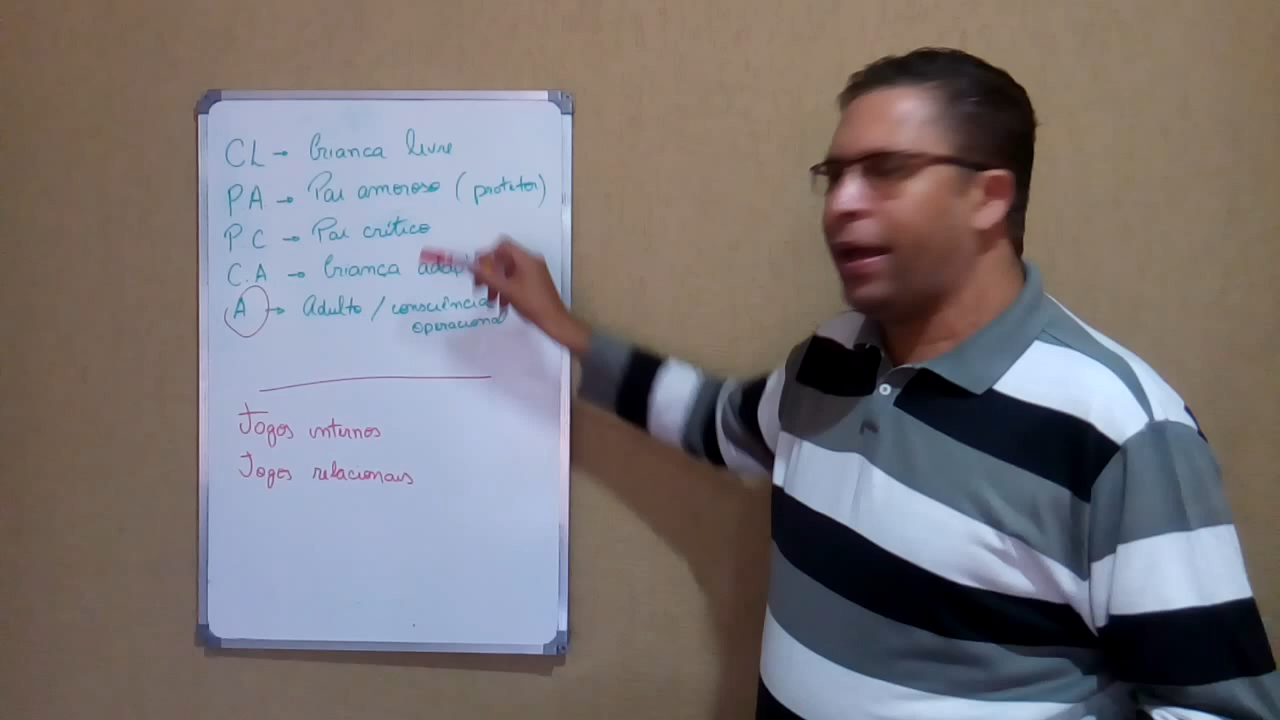 CL → Criança livre
PA → Pai amoroso (protetor)
PC → Pai crítico
C.A → Criança
A → Adulto / consciência
operacional
Jogos internos
Jogos relacionais